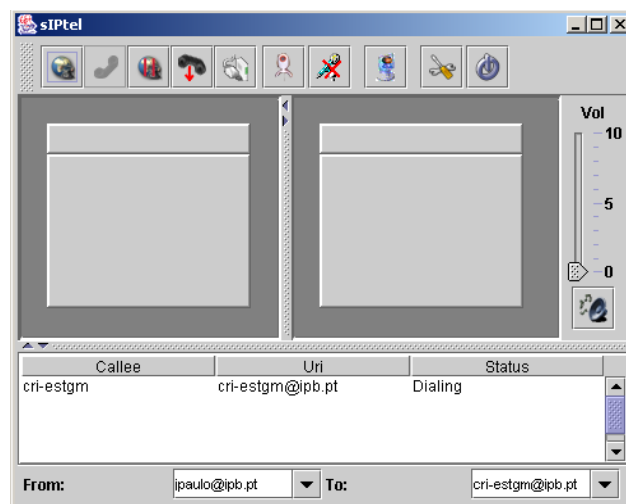 sIPtel
Vol
10
5
0
Callee Uri Status
cri-estgm cri-estgm@ipb.pt Dialing
From: jpaulo@ipb.pt To: cri-estgm@ipb.pt